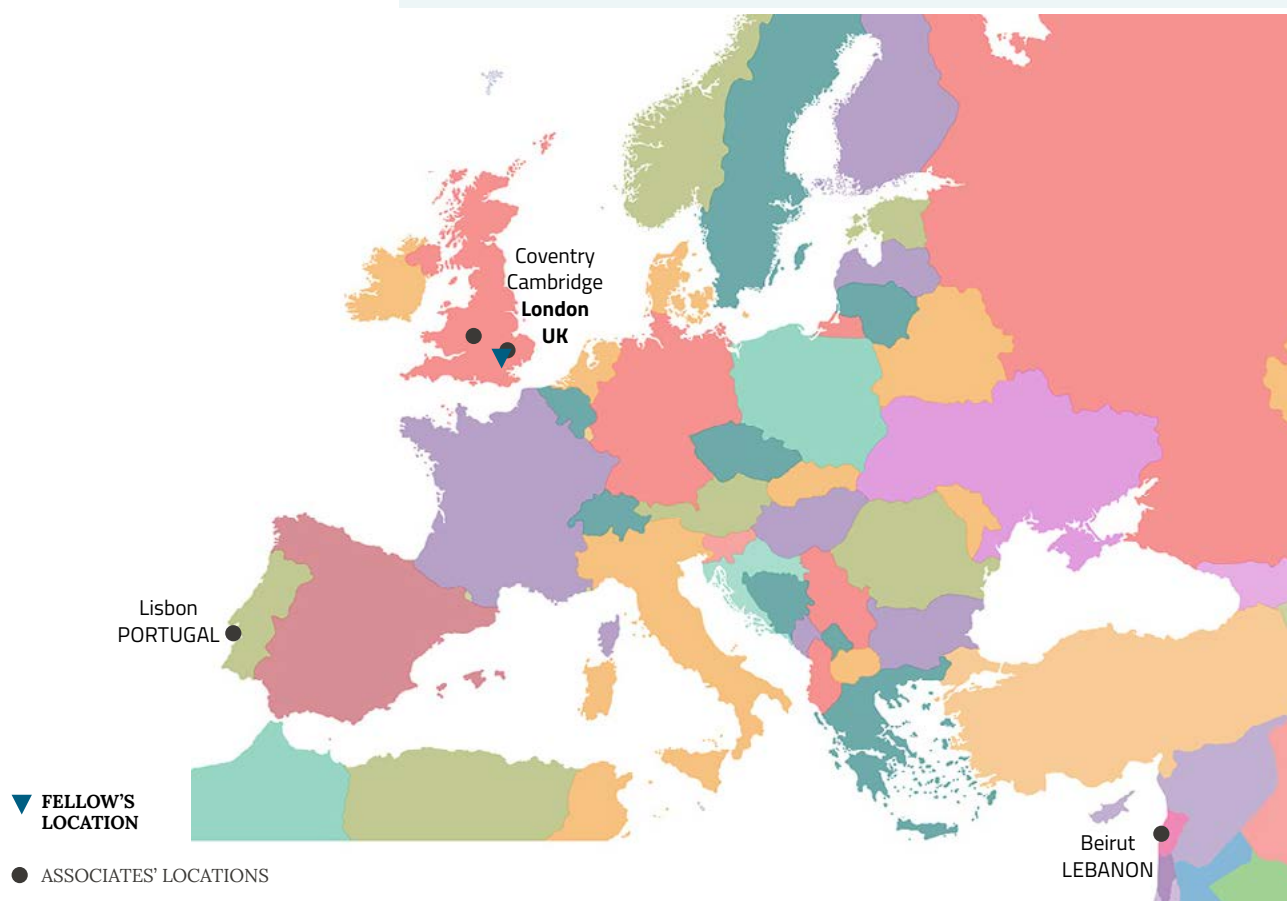 Coventry
Cambridge
London
UK
Lisbon
PORTUGAL
FELLOW'S
LOCATION
ASSOCIATES' LOCATIONS
Beirut
LEBANON